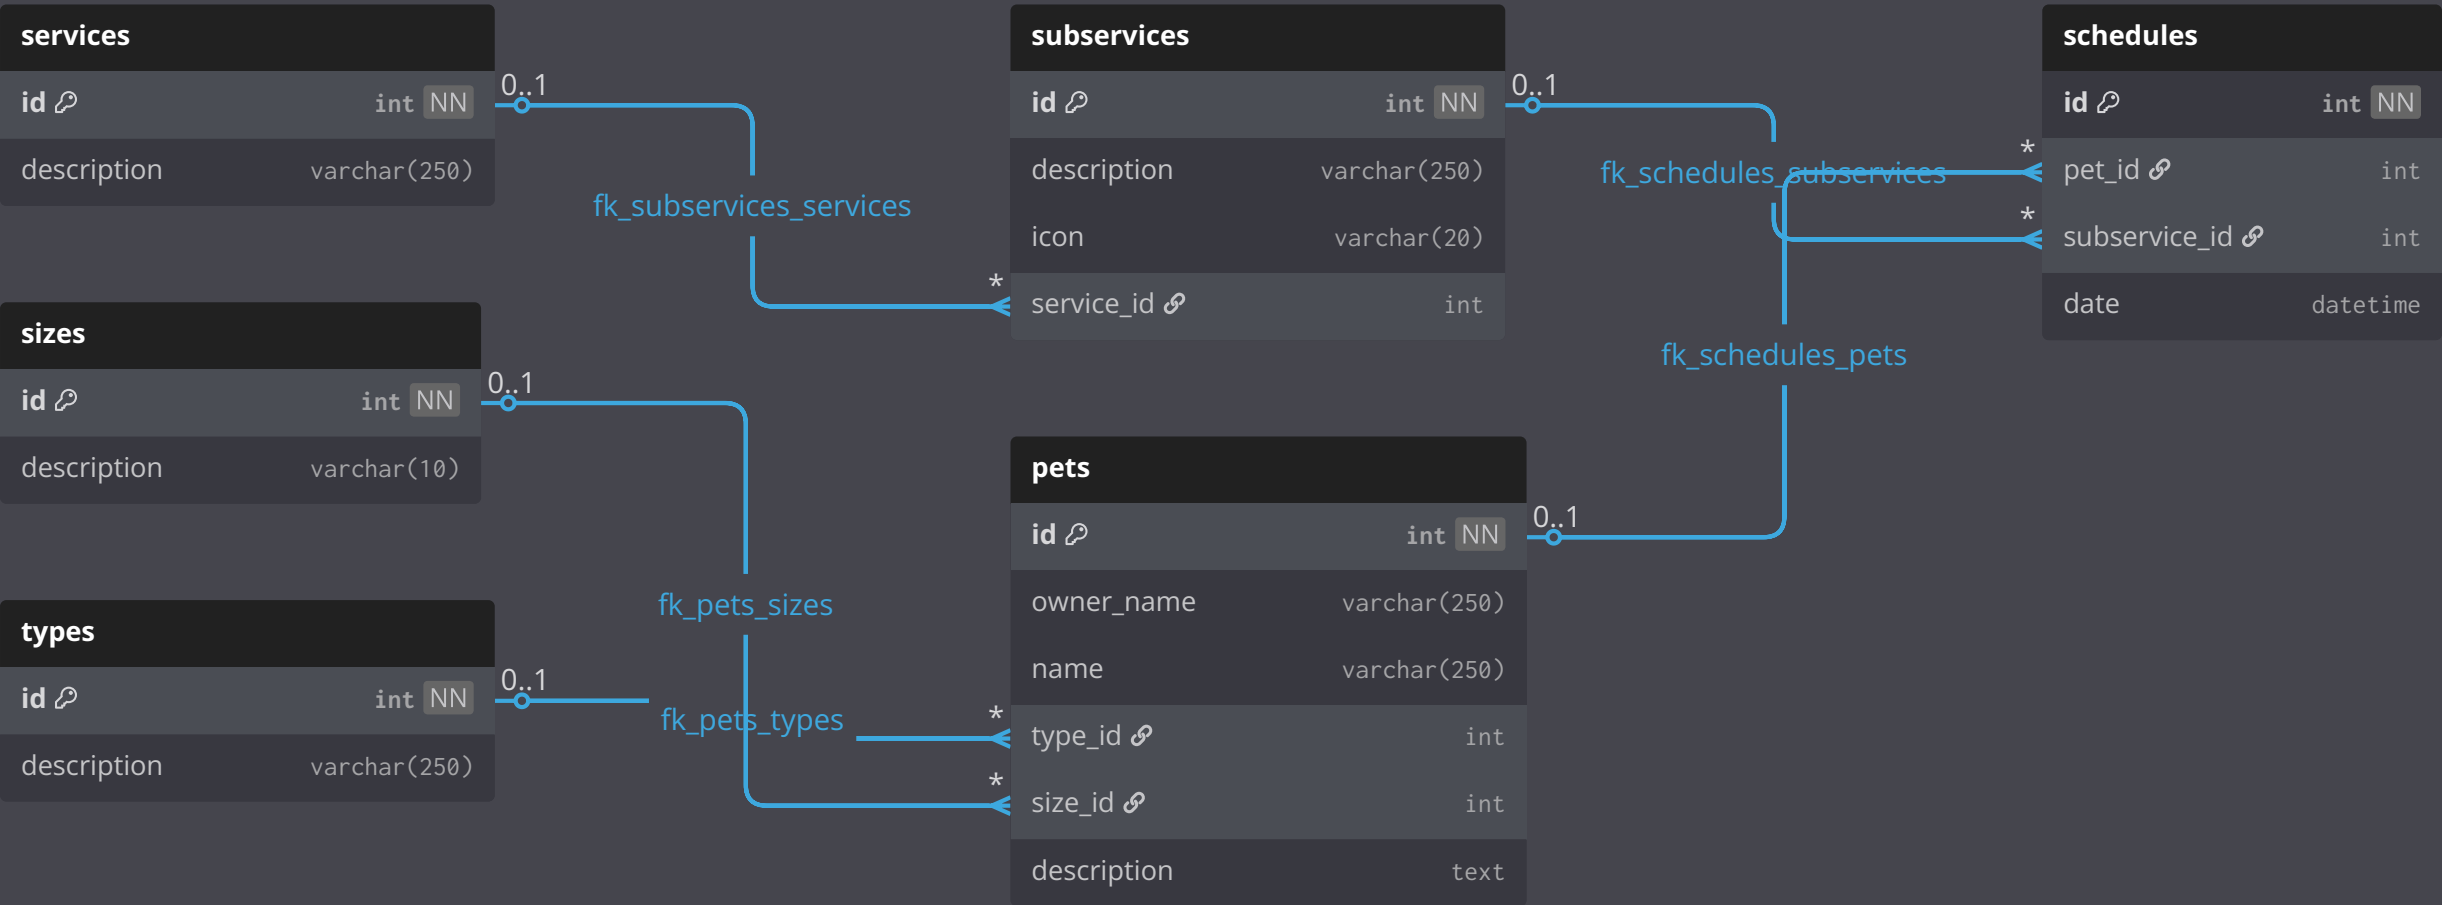 services
id int NN
description varchar(250)
0..1
fk_subservices_services
*
subservices
id int NN
description varchar(250)
icon varchar(20)
service_id int
0..1
fk_schedules_subservices
*
*
schedules
id int NN
pet_id int
subservice_id int
date datetime
sizes
id int NN
description varchar(10)
0..1
fk_pets_sizes
fk_schedules_pets
types
id int NN
description varchar(250)
0..1
fk_pets_types
*
*
pets
id int NN
owner_name varchar(250)
name varchar(250)
type_id int
size_id int
description text
0..1